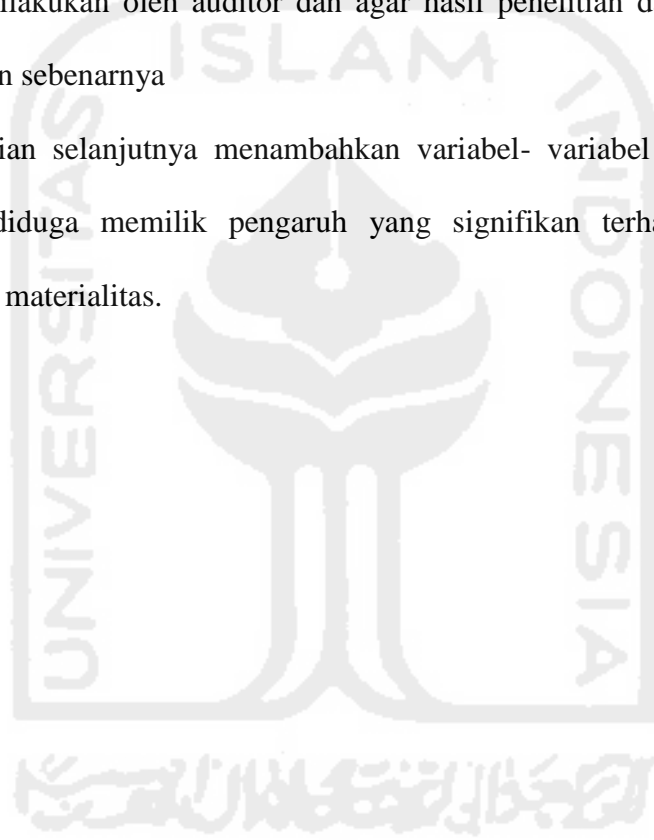 lakukan oleh auditor dan agar hasil penelitian d
n sebenarnya
ian selanjutnya menambahkan variabel- variabel
diduga memilik pengaruh yang signifikan terha
materialitas.
ISLAM
UNIVERSITAS
INDONESIA